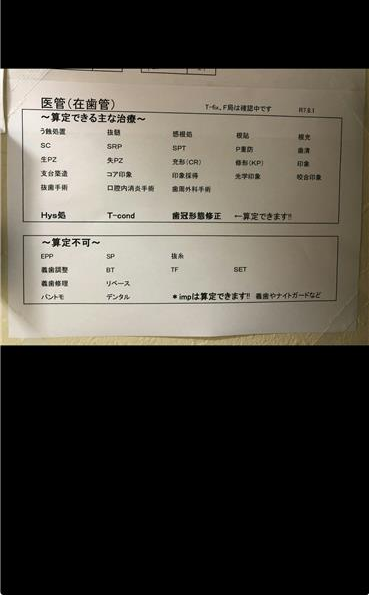 医管(在歯管)
T-fix、F局は確認中です R7.8.1
～算定できる主な治療～
う蝕処置 抜髄 感根処 根貼 根充
SC SRP SPT P重防 歯清
生PZ 失PZ 充形(CR) 修形(KP) 印象
支台築造 コア印象 印象採得 光学印象 咬合印象
抜歯手術 口腔内消炎手術 歯周外科手術
Hys処 T-cond 歯冠形態修正 ←算定できます!!
～算定不可～
EPP SP 抜糸
義歯調整 BT TF SET
義歯修理 リベース
パントモ デンタル *impは算定できます!! 義歯やナイトガードなど